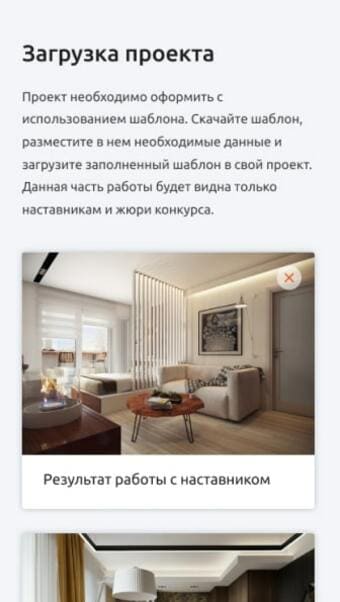 Загрузка проекта
Проект необходимо оформить с
использованием шаблона. Скачайте шаблон,
разместите в нем необходимые данные и
загрузите заполненный шаблон в свой проект.
Данная часть работы будет видна только
наставникам и жюри конкурса.
Результат работы с наставником